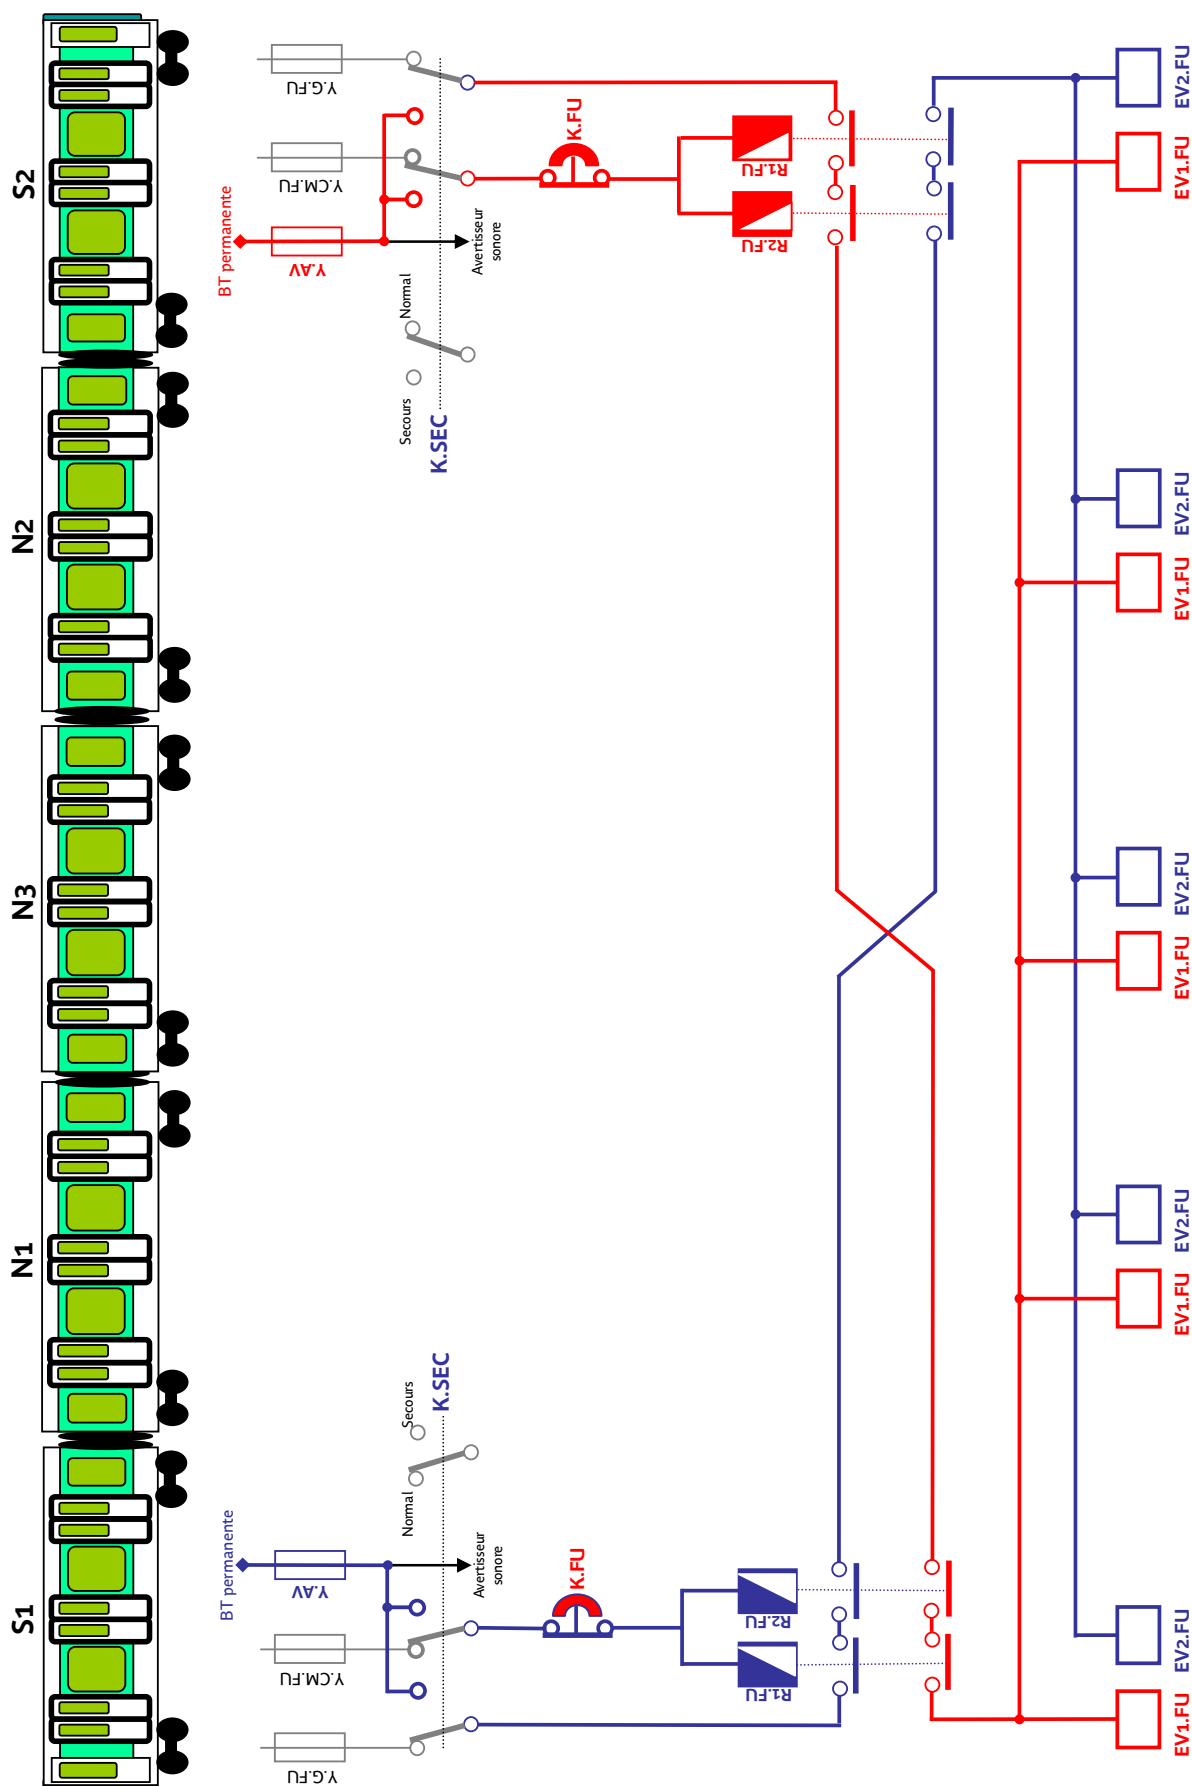 S1
N1
N3
N2
S2
BT permanente
BT permanente
Y.G.FU
Y.CM.FU
Y.AV
Y.AV
Y.CM.FU
Y.G.FU
Normal
Secours
Secours
Normal
K.SEC
K.SEC
Avertisseur
sonore
Avertisseur
sonore
K.FU
K.FU
R1.FU
R2.FU
R2.FU
R1.FU
EV1.FU
EV2.FU
EV1.FU
EV2.FU
EV1.FU
EV2.FU
EV1.FU
EV2.FU
EV1.FU
EV2.FU